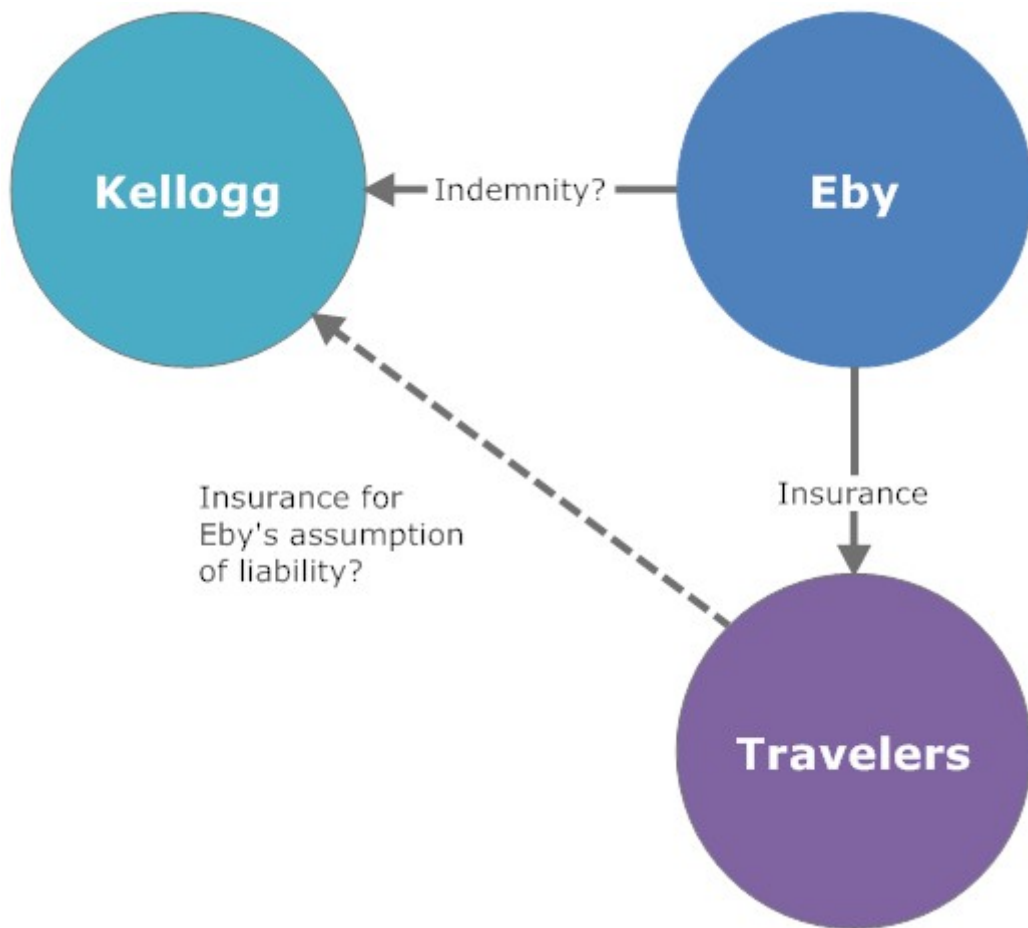 Kellogg
Indemnity?
Eby
Insurance
Insurance for
Eby's assumption
of liability?
Travelers